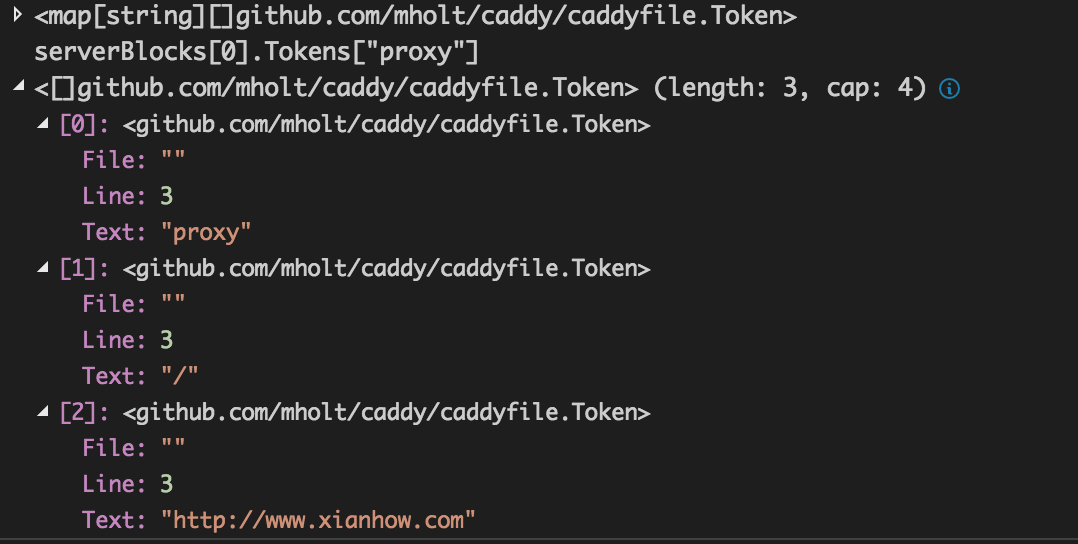 <map[string][]github.com/mholt/caddy/caddyfile.Token>
serverBlocks[0].Tokens["proxy"]
<[]github.com/mholt/caddy/caddyfile.Token> (length: 3, cap: 4)
[0]: <github.com/mholt/caddy/caddyfile.Token>
File: ""
Line: 3
Text: "proxy"
[1]: <github.com/mholt/caddy/caddyfile.Token>
File: ""
Line: 3
Text: "/"
[2]: <github.com/mholt/caddy/caddyfile.Token>
File: ""
Line: 3
Text: "http://www.xianhow.com"